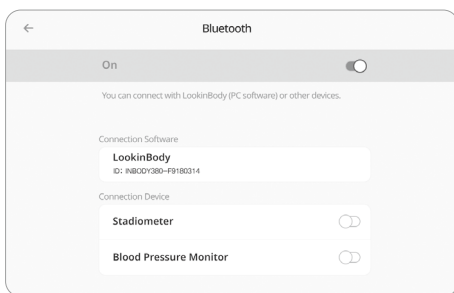 Bluetooth
On
You can connect with LookinBody (PC software) or other devices.
Connection Software
LookinBody
ID: INBODY380-F9180314
Connection Device
Stadiometer
Blood Pressure Monitor